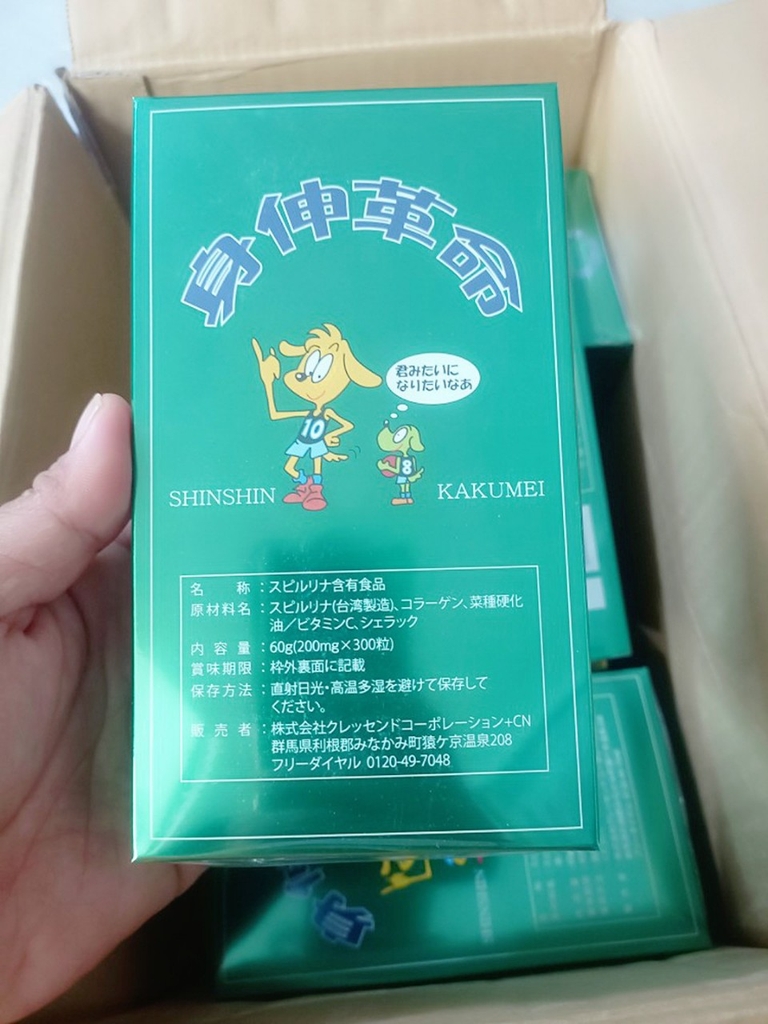 身伸革命
君みたいに
なりたいなあ
10
8
SHINSHIN KAKUMEI
名称：スピルリナ含有食品
原材料名：スピルリナ(台湾製造)、コラーゲン、菜種硬化
油／ビタミンC、シェラック
内容量：60g(200mg×300粒)
賞味期限：枠外裏面に記載
保存方法：直射日光・高温多湿を避けて保存して
ください。
販売者：株式会社クレッセンドコーポレーション+CN
群馬県利根郡みなかみ町猿ケ京温泉208
フリーダイヤル 0120-49-7048
身伸
SHINSHIN